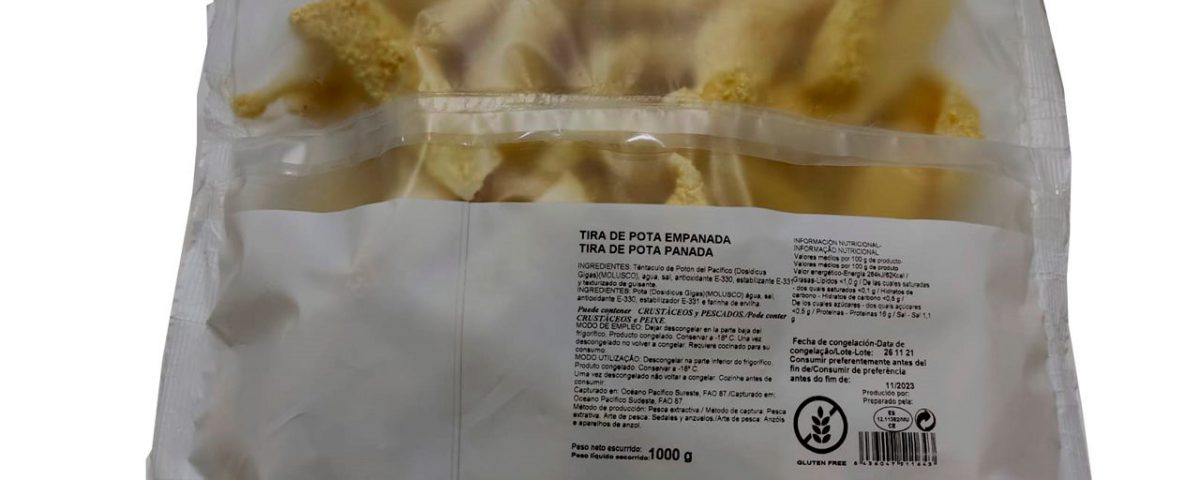 TIRA DE POTA EMPANADA
TIRA DE POTA PANADA
INGREDIENTES: Téntaculo de Potón del Pacífico (Dosidicus
Gigas)(MOLUSCO), agua, sal, antioxidante E-330, estabilizante E-331
y texturizado de guisante.
INGREDIENTES: Pota (Dosidicus Gigas)(MOLUSCO) água, sal,
antioxidante E-330, estabilizador E-331 e farinha de ervilha.
Puede contener CRUSTÁCEOS y PESCADOS./Pode conter
CRUSTÁCEOS e PEIXE.
MODO DE EMPLEO: Dejar descongelar en la parte baja del
frigorífico. Producto congelado. Conservar a -18º C. Una vez
descongelado no volver a congelar. Requiere cocinado para su
consumo.
MODO UTILIZAÇÃO: Descongelar na parte inferior do frigorífico.
Produto congelado. Conservar a -18º C.
Uma vez descongelado não voltar a congelar. Cozinhe antes de
consumir.
Capturado en: Océano Pacífico Sureste, FAO 87./Capturado em:
Oceano Pacífico Sudeste, FAO 87.
Método de producción: Pesca extractiva / Metodo de captura: Pesca
extrativa. Arte de pesca: Sedales y anzuelos./Arte de pesca: Anzóis
e aparelhos de anzol.
Peso neto escurrido:
Peso líquido escorrido: 1000 g
INFORMACIÓN NUTRICIONAL-
INFORMAÇÃO NUTRICIONAL
Valores medios por 100 g de producto
Valores médios por 100 g de produto
Valor energético-Energia 264kJ/62Kcal /
Grasas-Lípidos <1,0 g / De las cuales saturadas
- dos quais saturados <0,1 g / Hidratos de
carbono - Hidratos de carbono <0,5 g /
De los cuales azúcares - dos quais açúcares
<0,5 g / Proteínas - Proteínas 16 g / Sal - Sal 1,1
g
Fecha de congelación-Data de
congelação/Lote-Lote: 26 11 21
Consumir preferentemente antes del
fin de/Consumir de preferência
antes do fim de: 11/2023
Producido por:
Preparado pela:
ES
CE
GLUTEN FREE